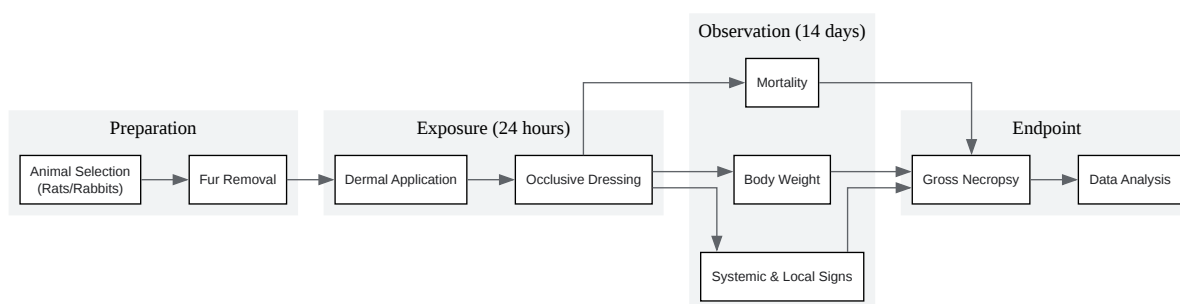 Observation (14 days)
Mortality
Preparation
Exposure (24 hours)
Endpoint
Animal Selection
(Rats/Rabbits)
Fur Removal
Dermal Application
Occlusive Dressing
Body Weight
Gross Necropsy
Data Analysis
Systemic & Local Signs